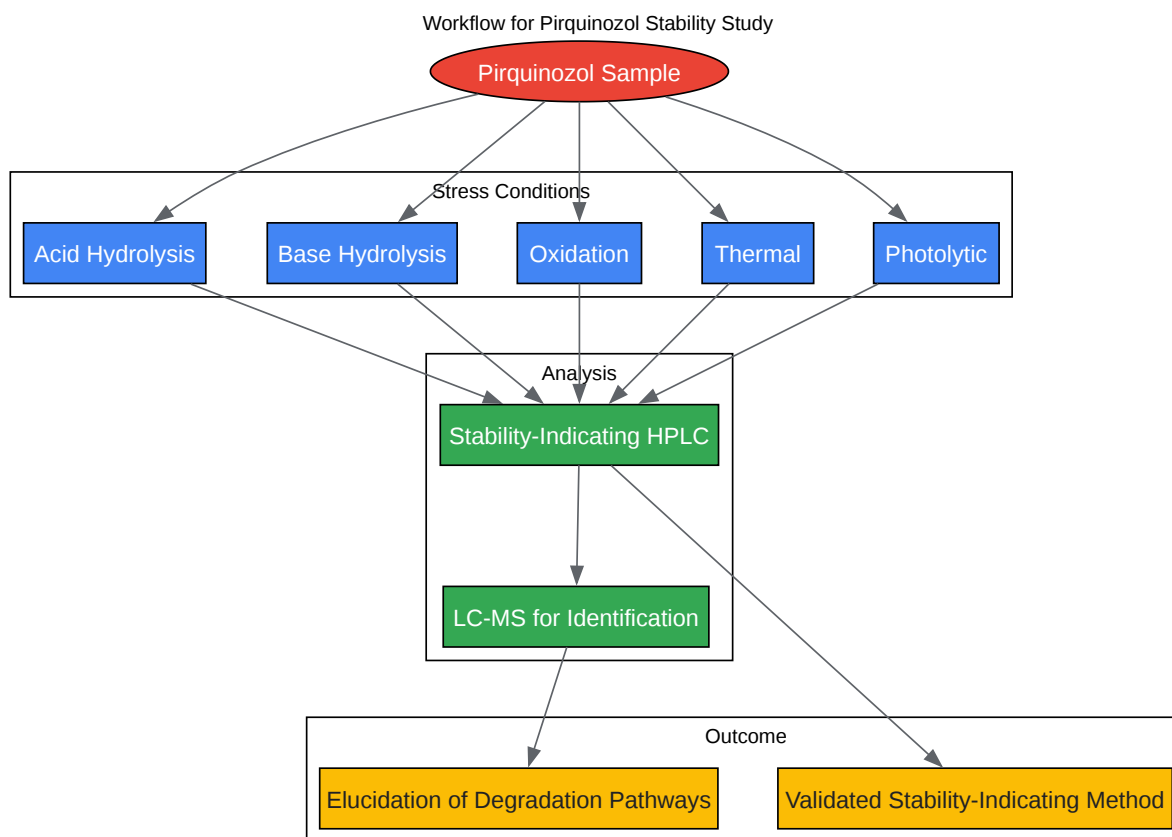 Workflow for Pirquinozol Stability Study
Pirquinozol Sample
Stress Conditions
Acid Hydrolysis
Base Hydrolysis
Oxidation
Thermal
Photolytic
Analysis
Stability-Indicating HPLC
LC-MS for Identification
Outcome
Elucidation of Degradation Pathways
Validated Stability-Indicating Method